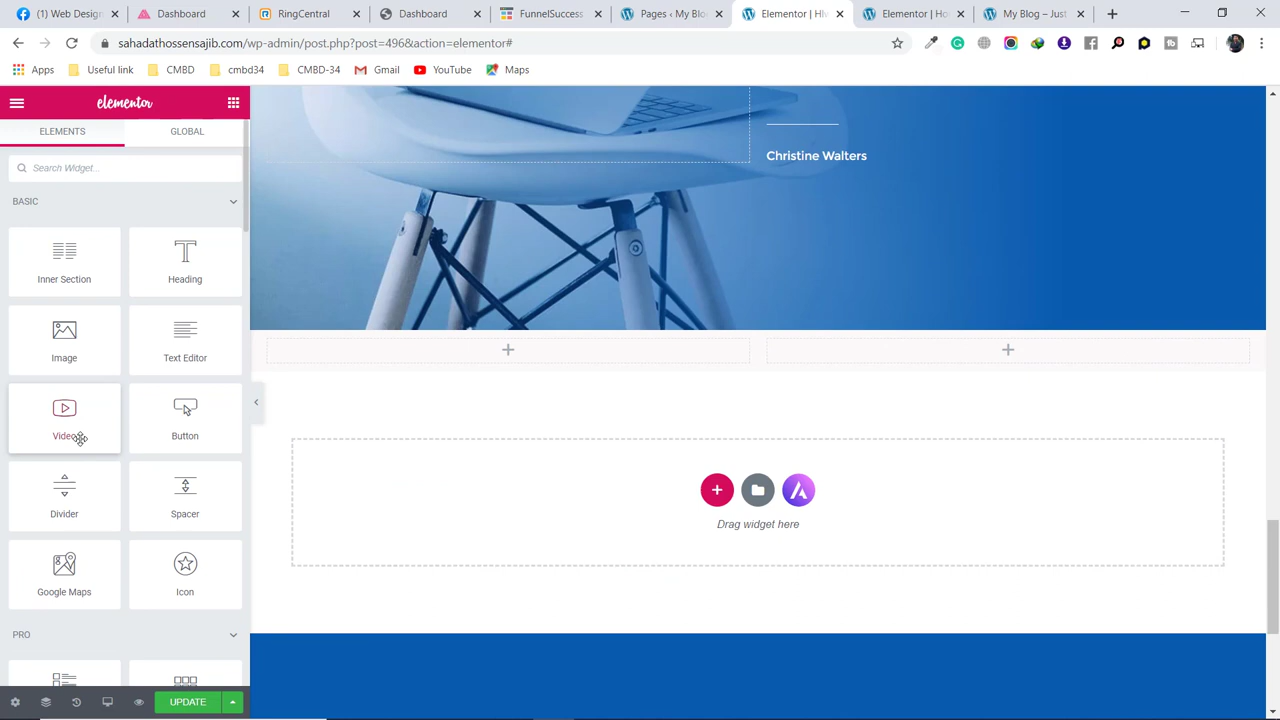 (1) Web
Dashboa
RingCentral
Dashboard
FunnelSuccess
Pages ‹ My Blo
Elementor | Hiv
Elementor | Ho
My Blog – Just
sahadathossensajib.com/wp-admin/post.php?post=496&action=elementor#
Apps
Useful link
CMBD
cmbd34
CMBD-34
Gmail
YouTube
Maps
elementor
ELEMENTS
GLOBAL
Search Widget...
BASIC
Inner Section
Heading
Image
Text Editor
Video
Button
Divider
Spacer
Google Maps
Icon
PRO
UPDATE
Christine Walters
Drag widget here